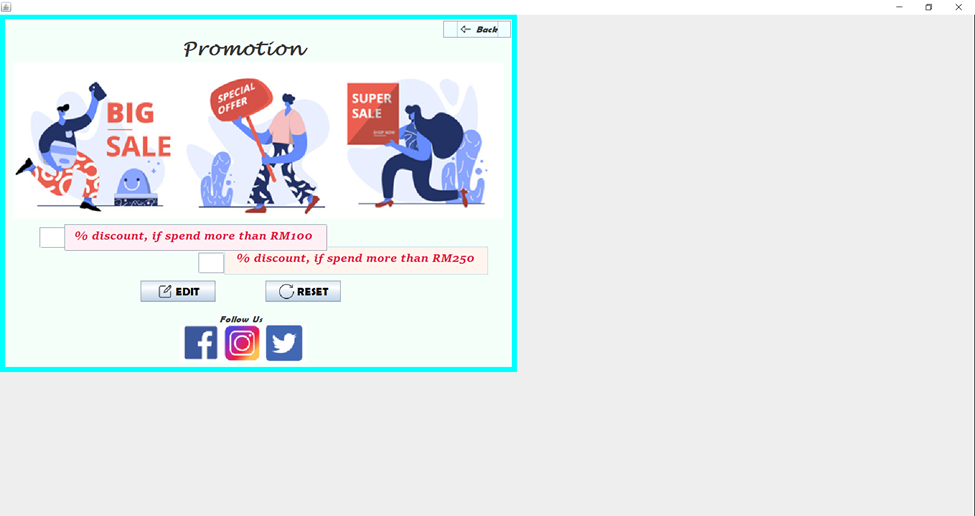 Back
Promotion
BIG
SALE
SPECIAL
OFFER
SUPER
SALE
SHOP NOW
% discount, if spend more than RM100
% discount, if spend more than RM250
EDIT
RESET
Follow Us